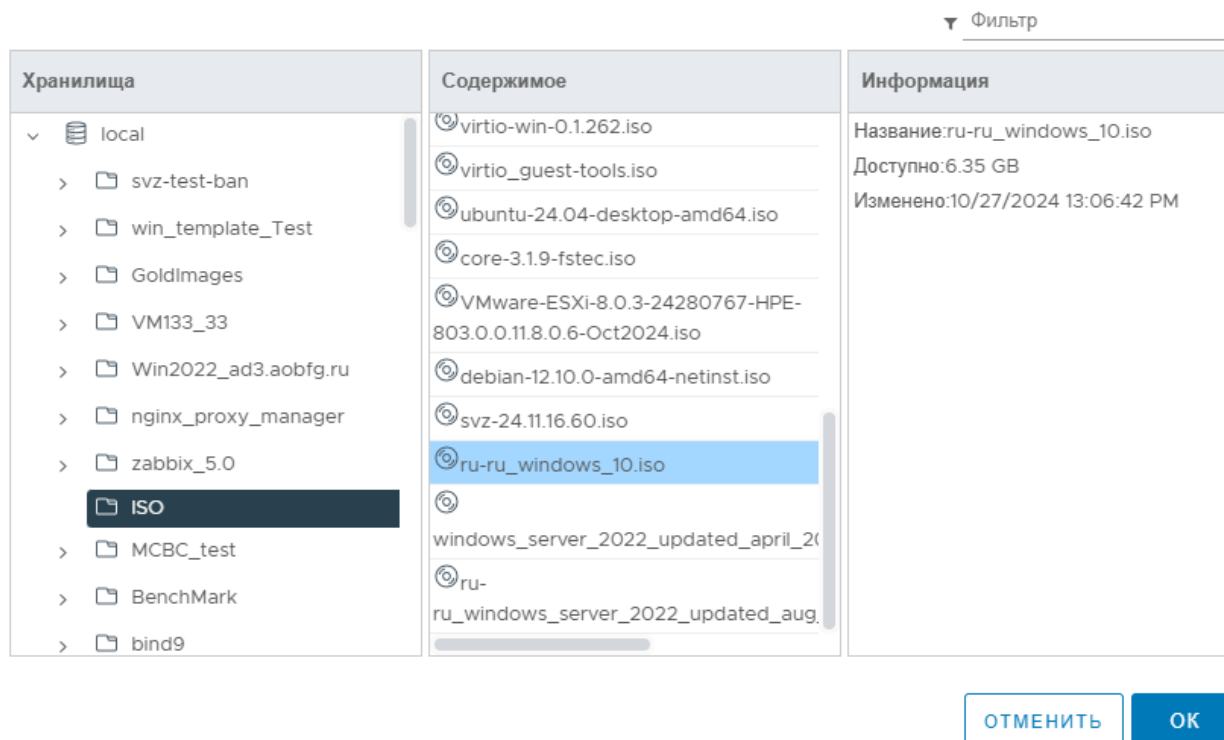 Фильтр
Хранилища
local
svz-test-ban
win_template_Test
GoldImages
VM133_33
Win2022_ad3.aobfg.ru
nginx_proxy_manager
zabbix_5.0
ISO
MCBC_test
BenchMark
bind9
Содержимое
virtio-win-0.1.262.iso
virtio_guest-tools.iso
ubuntu-24.04-desktop-amd64.iso
core-3.1.9-fstec.iso
VMware-ESXi-8.0.3-24280767-HPE-
803.0.0.11.8.0.6-Oct2024.iso
debian-12.10.0-amd64-netinst.iso
svz-24.11.16.60.iso
ru-ru_windows_10.iso
windows_server_2022_updated_april_20
ru-
ru_windows_server_2022_updated_aug_
Информация
Название:ru-ru_windows_10.iso
Доступно:6.35 GB
Изменено:10/27/2024 13:06:42 PM
ОТМЕНИТЬ
ОК